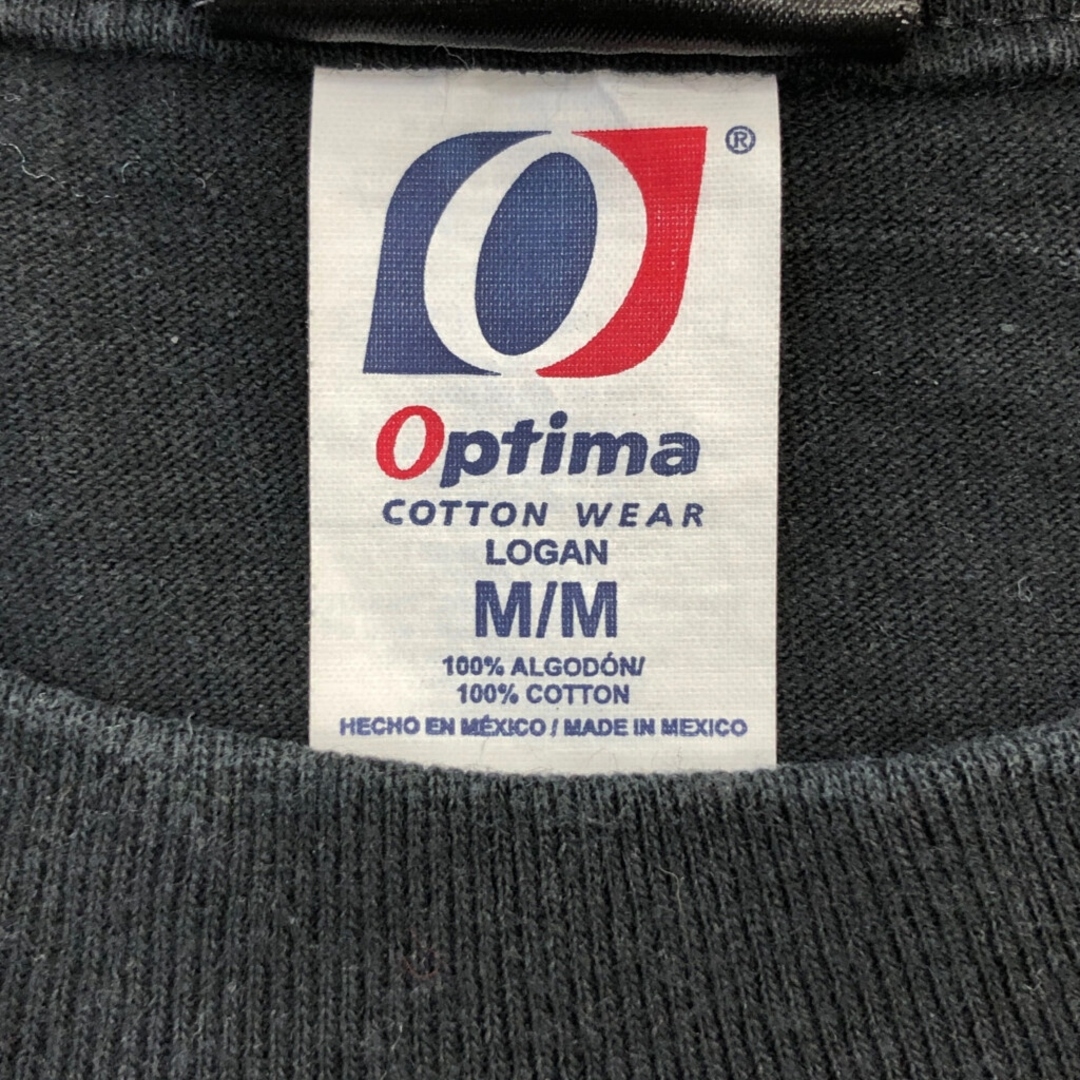 ®
Optima
COTTON WEAR
LOGAN
M/M
100% ALGODÓN/
100% COTTON
HECHO EN MÉXICO / MADE IN MEXICO